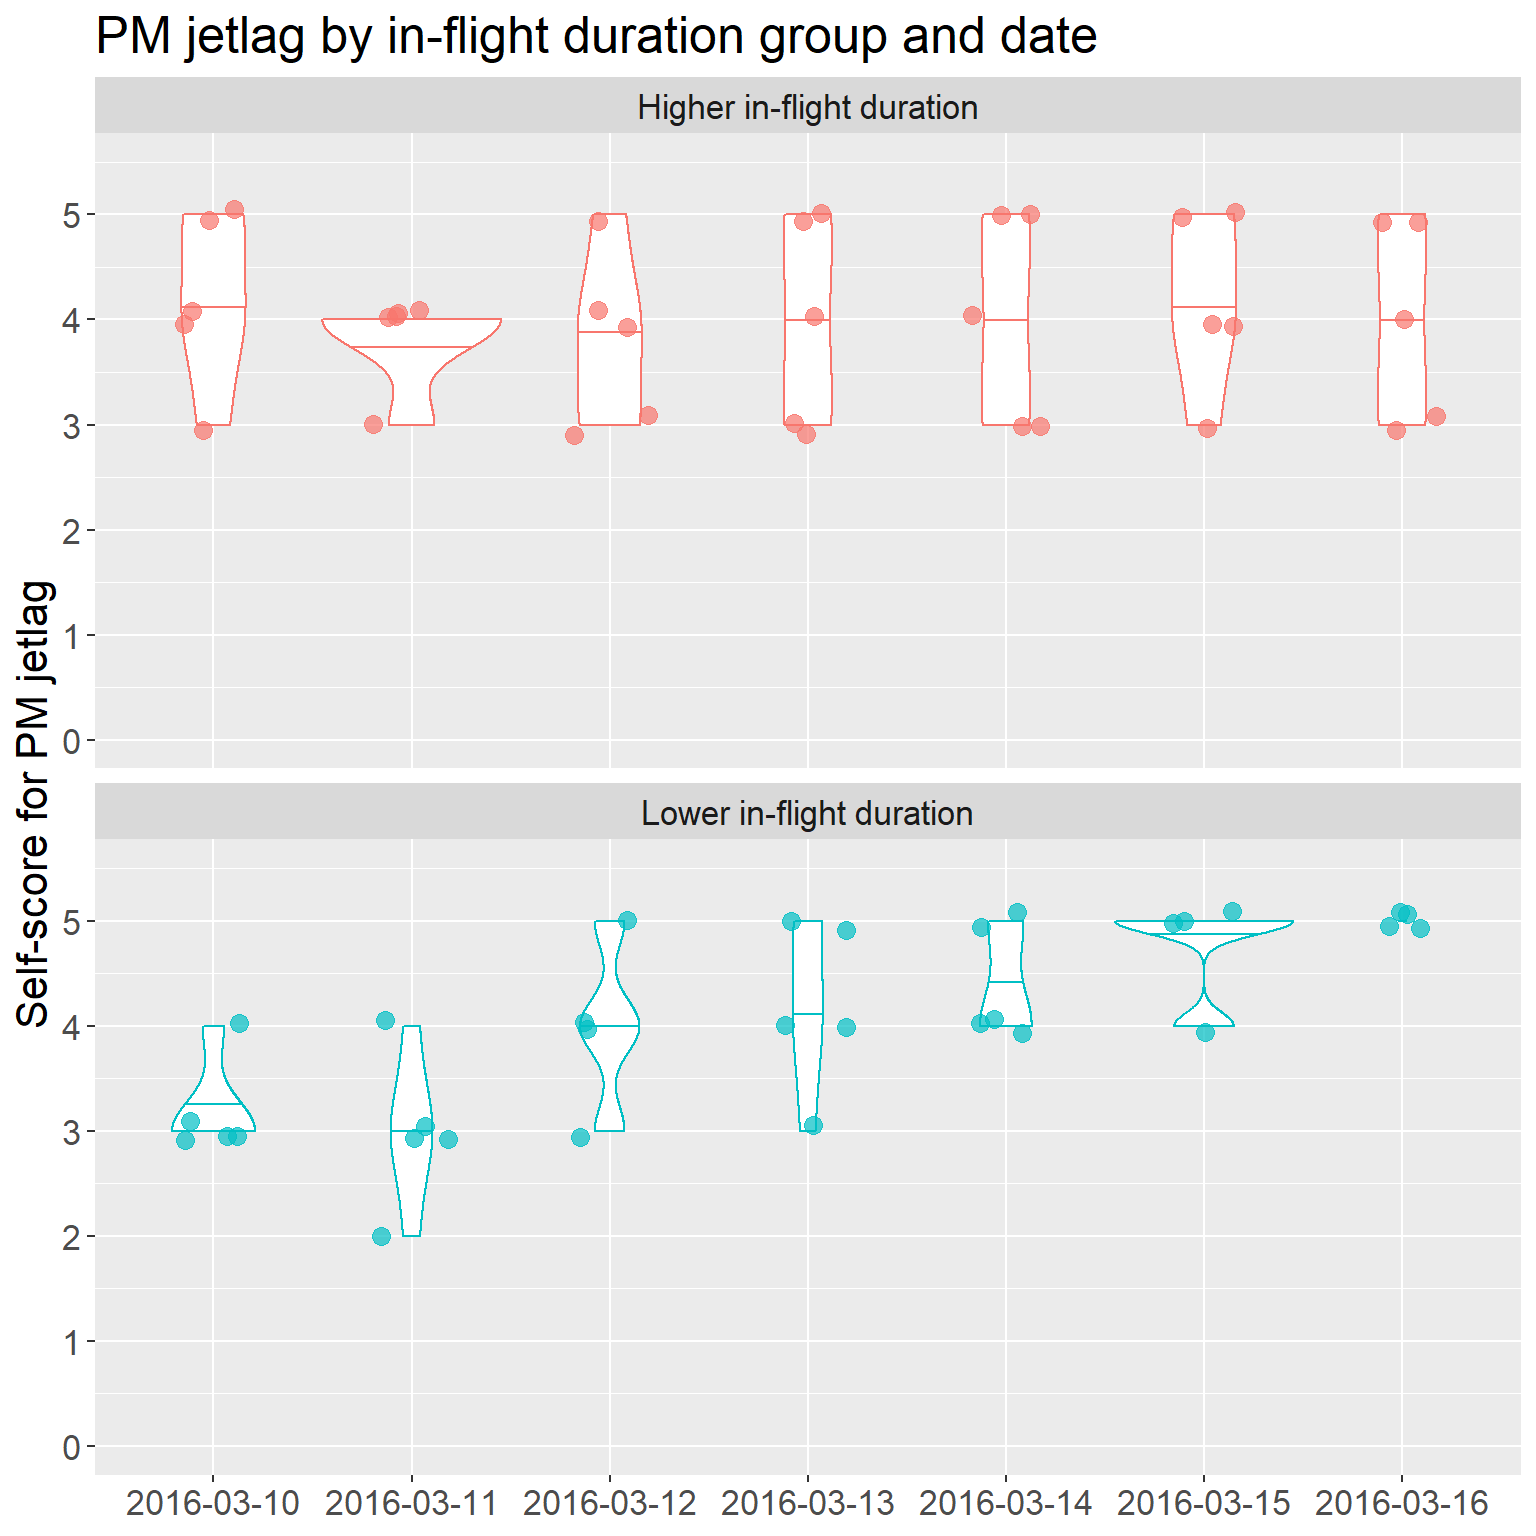 PM jetlag by in-flight duration group and date
Higher in-flight duration
5
4
3
2
1
0
Self-score for PM jetlag
Lower in-flight duration
5
4
3
2
1
0
2016-03-10 2016-03-11 2016-03-12 2016-03-13 2016-03-14 2016-03-15 2016-03-16